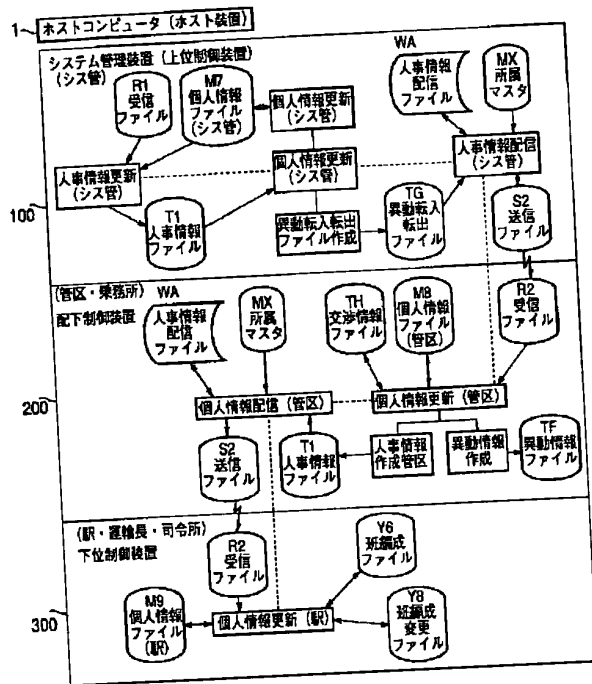 1
ホストコンピュータ(ホスト装置)
システム管理装置(上位制御装置)
(シス管)
R1
受信
ファイル
M7
個人情報
ファイル
(シス管)
個人情報更新
(シス管)
WA
人事情報
配信
ファイル
MX
所属
マスタ
人事情報更新
(シス管)
個人情報更新
(シス管)
人事情報配信
(シス管)
100
T1
人事情報
ファイル
異動転入転出
ファイル作成
TG
異動転入
転出
ファイル
S2
送信
ファイル
(管区・乗務所)
配下制御装置
WA
人事情報
配信
ファイル
MX
所属
マスタ
TH
交渉情報
ファイル
M8
個人情報
ファイル
(管区)
R2
受信
ファイル
200
個人情報配信(管区)
個人情報更新(管区)
S2
送信
ファイル
T1
人事情報
ファイル
人事情報
作成管区
異動情報
作成
TF
異動情報
ファイル
(駅・運輸長・司令所)
下位制御装置
R2
受信
ファイル
Y6
班編成
ファイル
300
M9
個人情報
ファイル
(駅)
個人情報更新(駅)
Y8
班編成
変更
ファイル